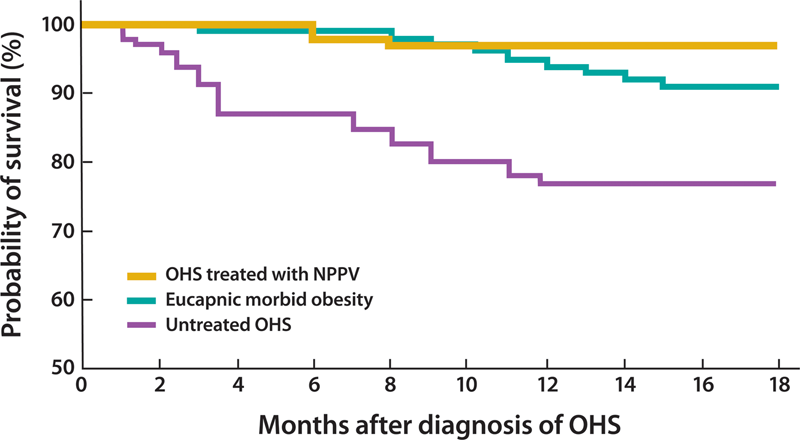 Probability of survival (%)
100
90
80
70
60
50
OHS treated with NPPV
Eucapnic morbid obesity
Untreated OHS
0 2 4 6 8 10 12 14 16 18
Months after diagnosis of OHS